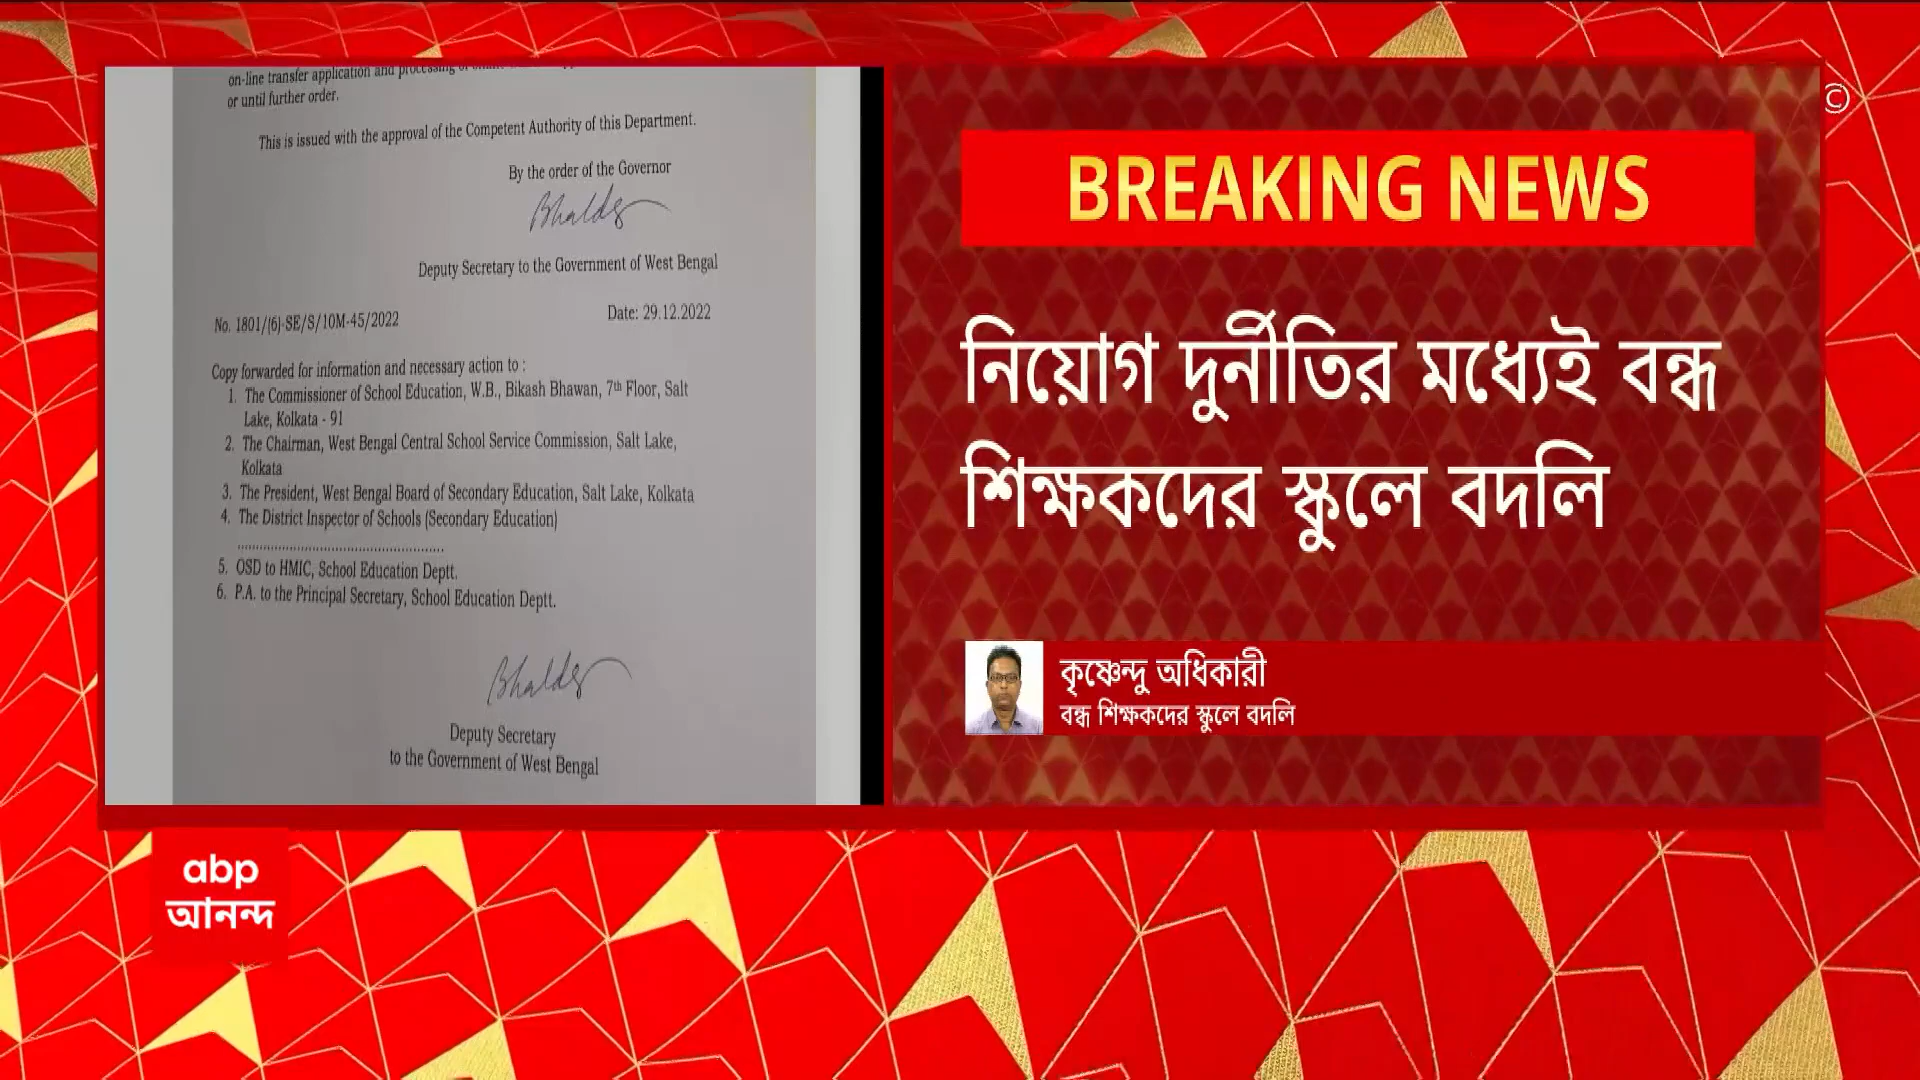 on-line transfer application and processing of
or until further order.
This is issued with the approval of the Competent Authority of this Department.
By the order of the Governor
Deputy Secretary to the Government of West Bengal
No. 1801/(6)-SE/S/10M-45/2022
Date: 29.12.2022
Copy forwarded for information and necessary action to :
1. The Commissioner of School Education, W.B., Bikash Bhawan, 7th Floor, Salt
Lake, Kolkata - 91
2. The Chairman, West Bengal Central School Service Commission, Salt Lake,
Kolkata
3. The President, West Bengal Board of Secondary Education, Salt Lake, Kolkata
4. The District Inspector of Schools (Secondary Education)
......................................................
5. OSD to HMIC, School Education Deptt.
6. P.A. to the Principal Secretary, School Education Deptt.
Deputy Secretary
to the Government of West Bengal
©
BREAKING NEWS
নিয়োগ দুর্নীতির মধ্যেই বন্ধ
শিক্ষকদের স্কুলে বদলি
কৃষ্ণেন্দু অধিকারী
বন্ধ শিক্ষকদের স্কুলে বদলি
abp
আনন্দ